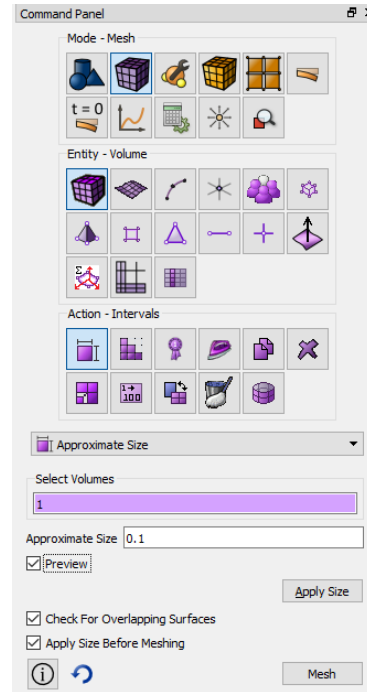 Command Panel
Mode - Mesh
t = 0
Entity - Volume
Σ
Action - Intervals
1→
100
Approximate Size
Select Volumes
1
Approximate Size 0.1
Preview
Apply Size
Check For Overlapping Surfaces
Apply Size Before Meshing
i
Mesh